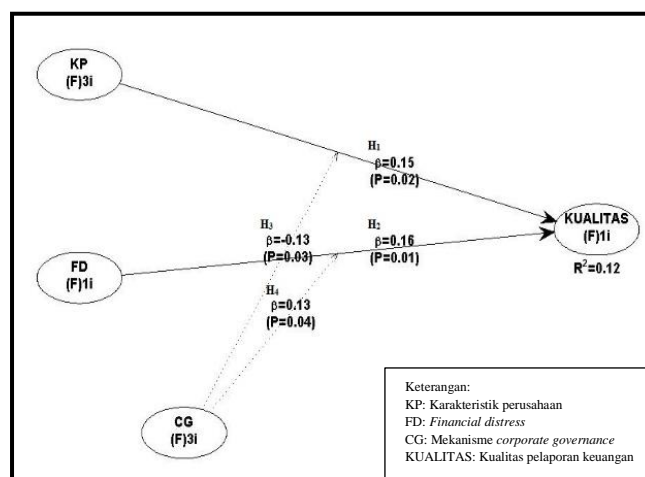 KP
(F)3i
H1
β=0.15
(P=0.02)
KUALITAS
(F)1i
R²=0.12
H3
β=-0.13
(P=0.03)
H2
β=0.16
(P=0.01)
FD
(F)1i
H4
β=0.13
(P=0.04)
CG
(F)3i
Keterangan:
KP: Karakteristik perusahaan
FD: Financial distress
CG: Mekanisme corporate governance
KUALITAS: Kualitas pelaporan keuangan